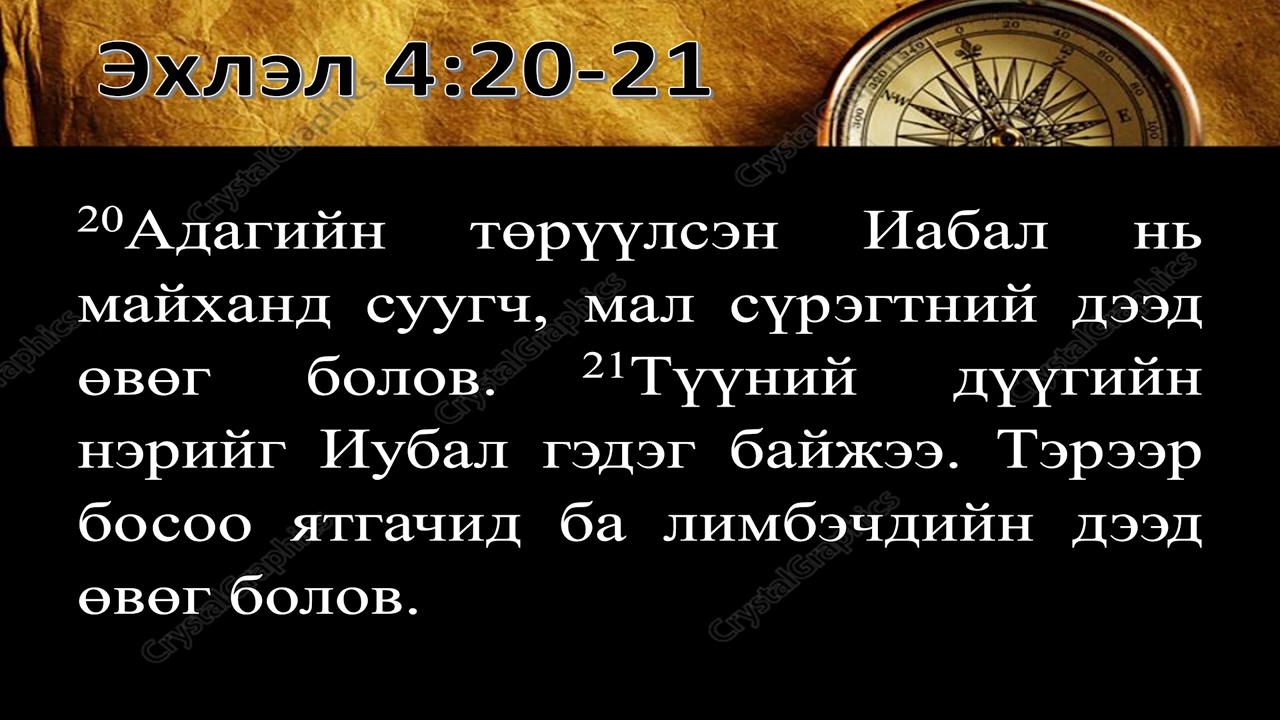 Эхлэл 4:20-21
20Адагийн төрүүлсэн Иабал нь
майханд суугч, мал сүрэгтний дээд
өвөг болов. 21Түүний дүүгийн
нэрийг Иубал гэдэг байжээ. Тэрээр
босоо ятгачид ба лимбэчдийн дээд
өвөг болов.